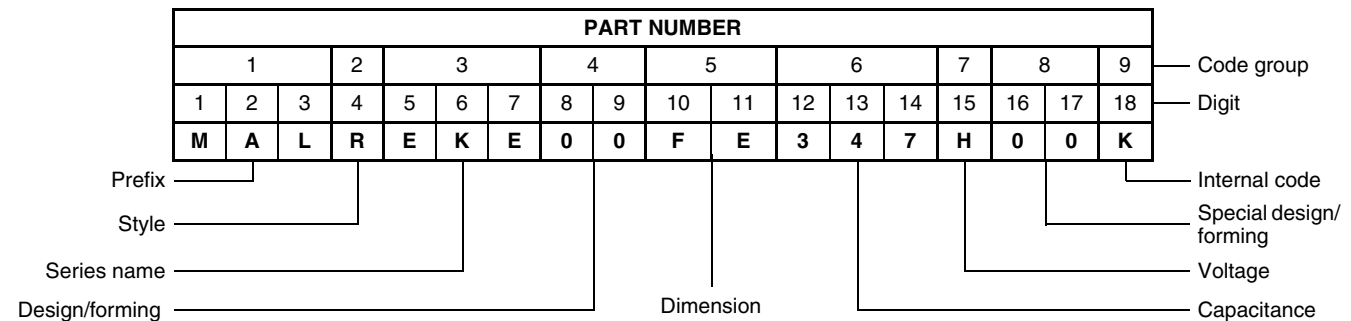 PART NUMBER
1 2 3 4 5 6 7 8 9 Code group
1 2 3 4 5 6 7 8 9 10 11 12 13 14 15 16 17 18 Digit
M A L R E K E 0 0 F E 3 4 7 H 0 0 K
Prefix Internal code
Style Special design/
forming
Series name Voltage
Design/forming Dimension Capacitance